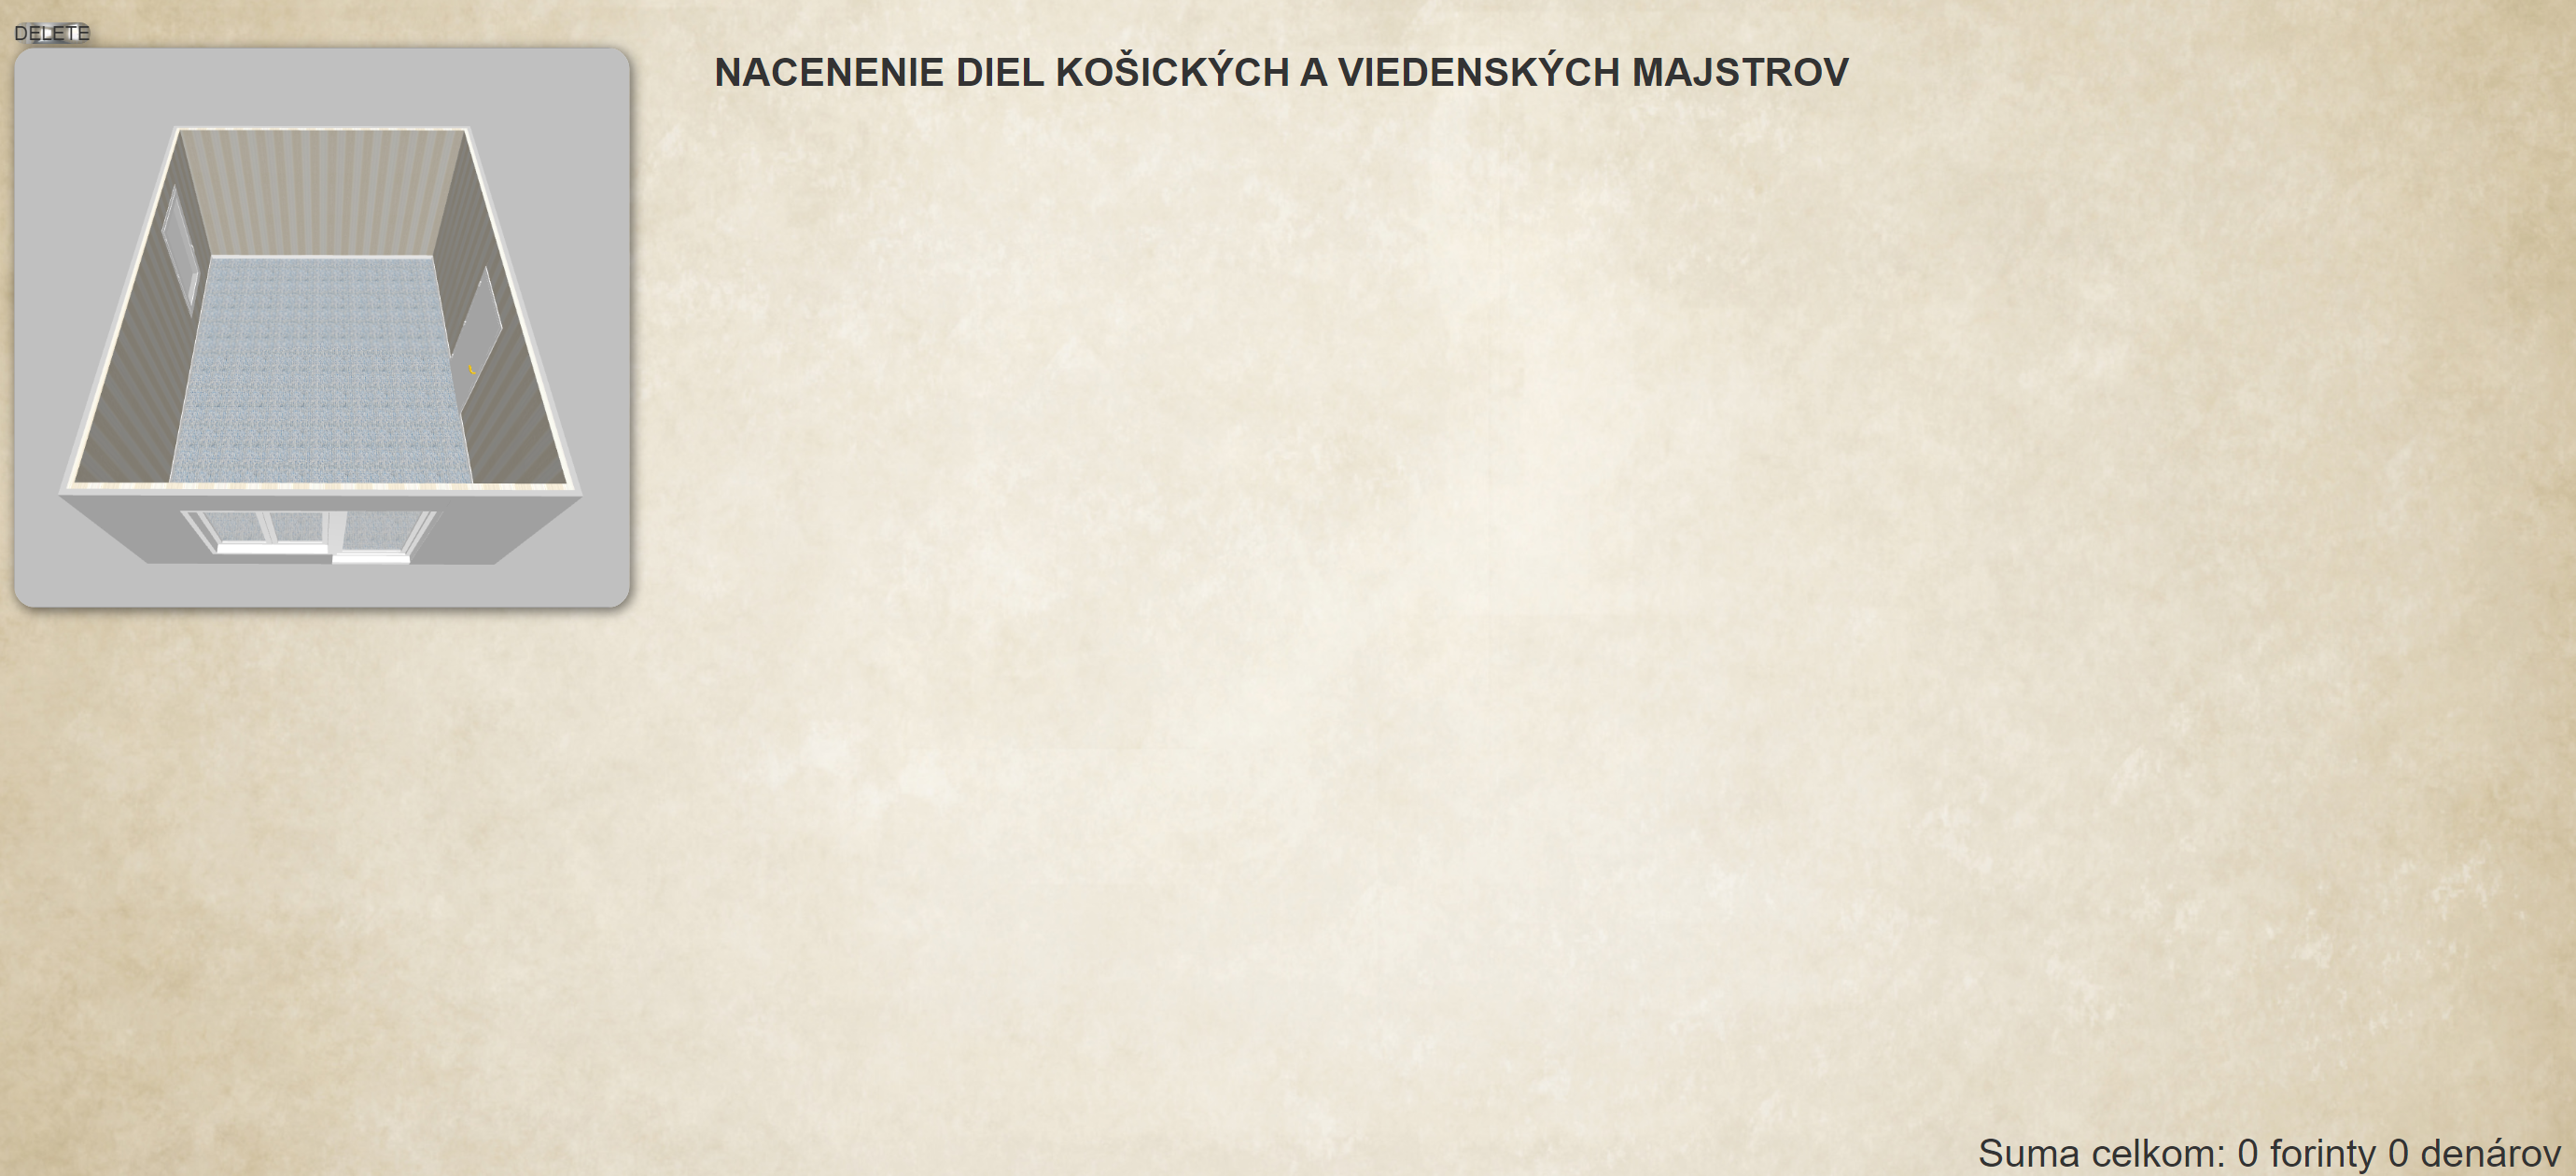 DELETE
NACENENIE DIEL KOŠICKÝCH A VIEDENSKÝCH MAJSTROV
Suma celkom: 0 forinty 0 denárov